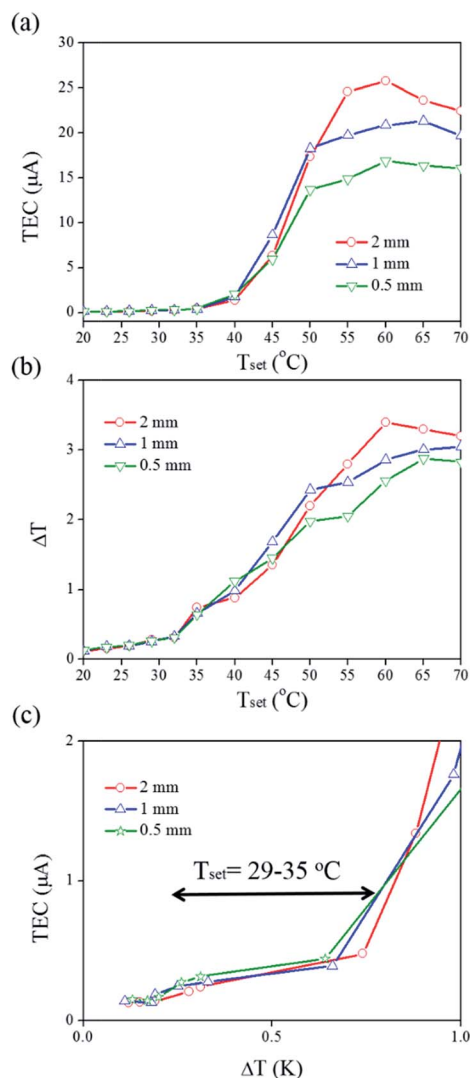 (a)
30
25
20
15
10
5
0
TEC (μA)
2 mm
1 mm
0.5 mm
20 25 30 35 40 45 50 55 60 65 70
Tset (°C)
(b)
4
3
2
1
0
ΔT
2 mm
1 mm
0.5 mm
20 25 30 35 40 45 50 55 60 65 70
Tset (°C)
(c)
2
1
0
TEC (μA)
2 mm
1 mm
0.5 mm
Tset= 29-35 °C
0.0 0.5 1.0
ΔT (K)